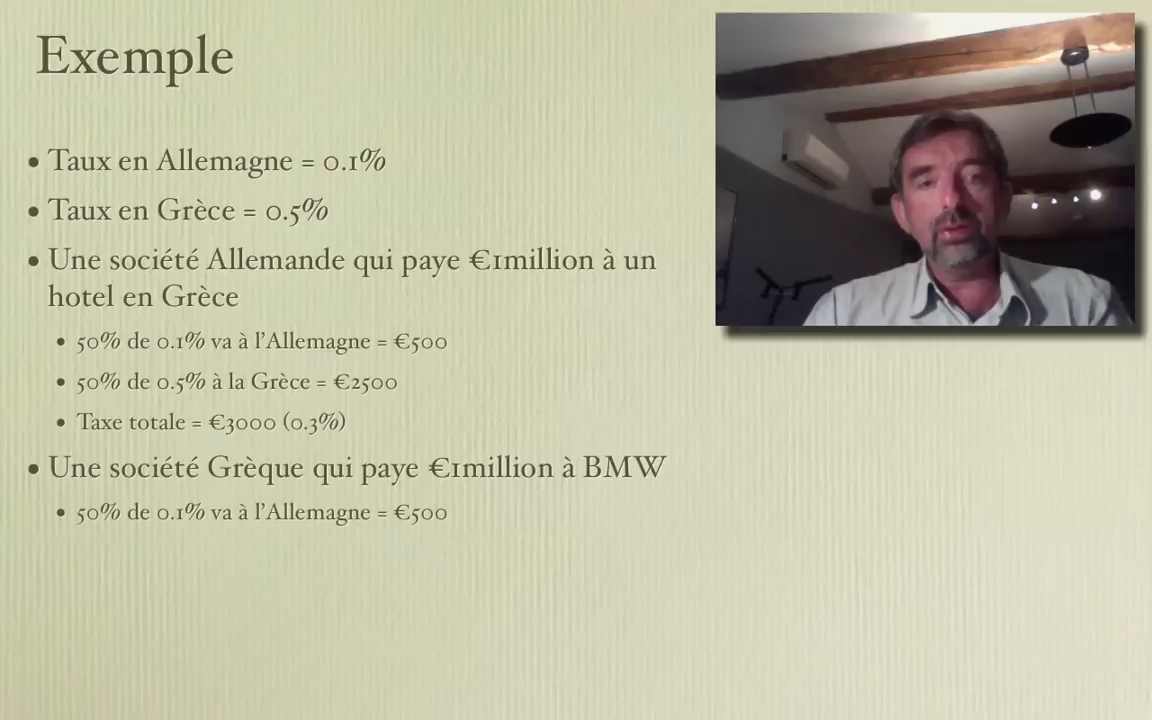 Exemple
• Taux en Allemagne = 0.1%
• Taux en Grèce = 0.5%
• Une société Allemande qui paye €1million à un
hotel en Grèce
• 50% de 0.1% va à l'Allemagne = €500
• 50% de 0.5% à la Grèce = €2500
• Taxe totale = €3000 (0.3%)
• Une société Grèque qui paye €1million à BMW
• 50% de 0.1% va à l'Allemagne = €500